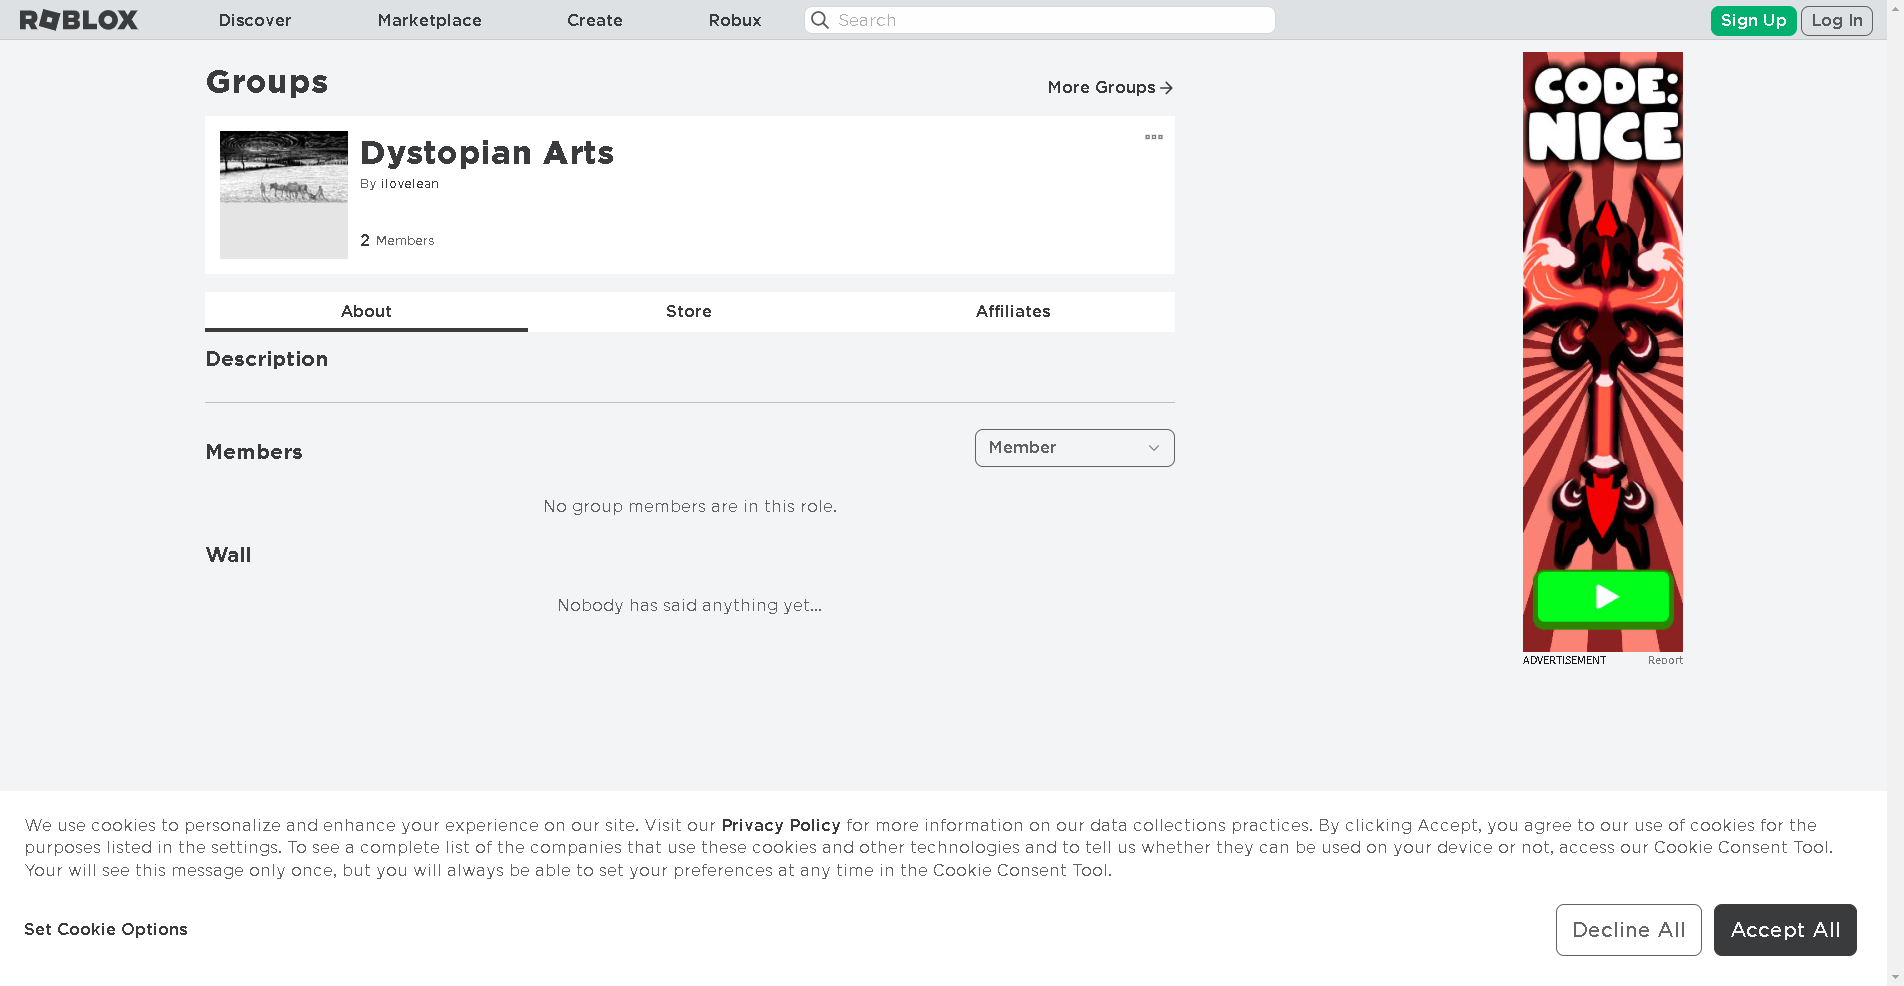 ROBLOX
Discover
Marketplace
Create
Robux
Search
Sign Up
Log In
Groups
More Groups
Dystopian Arts
By ilovelean
2 Members
About
Store
Affiliates
Description
Members
Member
No group members are in this role.
Wall
Nobody has said anything yet...
CODE:
NICE
ADVERTISEMENT
Report
We use cookies to personalize and enhance your experience on our site. Visit our Privacy Policy for more information on our data collections practices. By clicking Accept, you agree to our use of cookies for the
purposes listed in the settings. To see a complete list of the companies that use these cookies and other technologies and to tell us whether they can be used on your device or not, access our Cookie Consent Tool.
Your will see this message only once, but you will always be able to set your preferences at any time in the Cookie Consent Tool.
Set Cookie Options
Decline All
Accept All